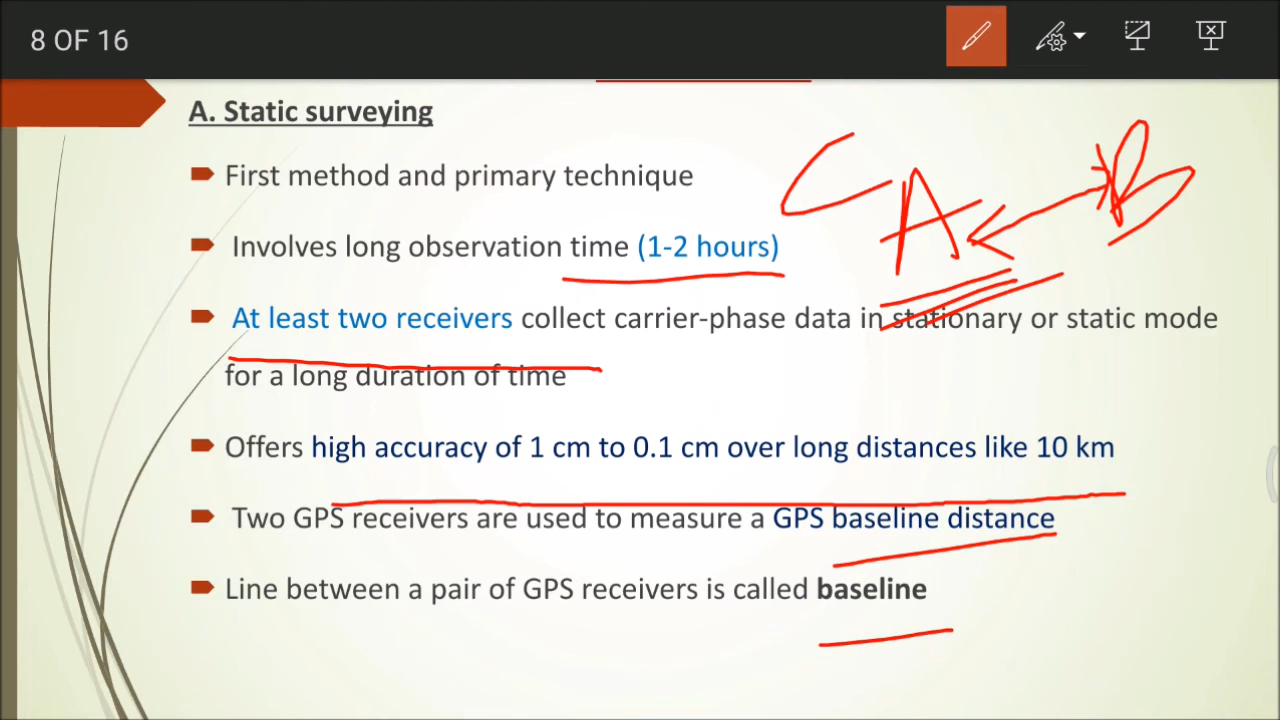 8 OF 16
A. Static surveying
First method and primary technique
Involves long observation time (1-2 hours)
At least two receivers collect carrier-phase data in stationary or static mode
for a long duration of time
Offers high accuracy of 1 cm to 0.1 cm over long distances like 10 km
Two GPS receivers are used to measure a GPS baseline distance
Line between a pair of GPS receivers is called baseline
C A B